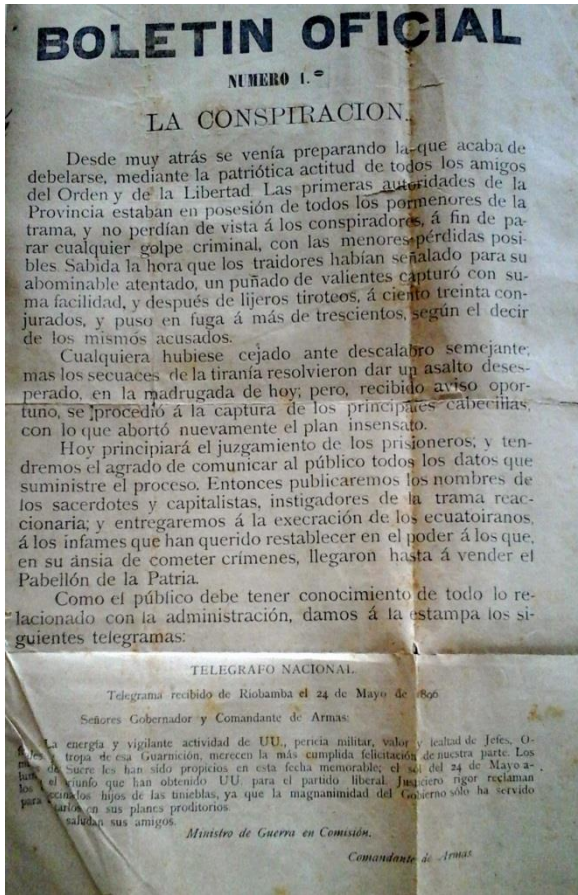 BOLETIN OFICIAL
NUMERO 1.º
LA CONSPIRACION.
Desde muy atrás se venía preparando la que acaba de
debelarse, mediante la patriótica actitud de todos los amigos
del Orden y de la Libertad. Las primeras autoridades de la
Provincia estaban en posesión de todos los pormenores de la
trama, y no perdían de vista á los conspiradores, á fin de pa-
rar cualquier golpe criminal, con las menores pérdidas posi-
bles. Sabida la hora que los traidores habían señalado para su
abominable atentado, un puñado de valientes capturó con su-
ma facilidad, y después de lijeros tiroteos, á ciento treinta con-
jurados, y puso en fuga á más de trescientos, según el decir
de los mismos acusados.
Cualquiera hubiese cejado ante descalabro semejante;
mas los secuaces de la tiranía resolvieron dar un asalto deses-
perado, en la madrugada de hoy; pero, recibido aviso opor-
tuno, se procedió á la captura de los principales cabecillas,
con lo que abortó nuevamente el plan insensato.
Hoy principiará el juzgamiento de los prisioneros; y ten-
dremos el agrado de comunicar al público todos los datos que
suministre el proceso. Entonces publicaremos los nombres de
los sacerdotes y capitalistas, instigadores de la trama reac-
cionaria; y entregaremos á la execración de los ecuatoiranos,
á los infames que han querido restablecer en el poder á los que,
en su ánsia de cometer crímenes, llegaron hasta á vender el
Pabellón de la Patria.
Como el público debe tener conocimiento de todo lo re-
lacionado con la administración, damos á la estampa los si-
guientes telegramas:
TELEGRAFO NACIONAL.
Telegrama recibido de Riobamba el 24 de Mayo de 1896
Señores Gobernador y Comandante de Armas:
La energía y vigilante actividad de UU., pericia militar, valor y lealtad de Jefes, O-
tropa de esa Guarnición, merecen la más cumplida felicitación de nuestra parte. Los
de Sucre les han sido propicios en esta fecha memorable; el sol del 24 de Mayo a-
el triunfo que han obtenido UU. para el partido liberal. Justiciero rigor reclaman
los hijos de las tinieblas, ya que la magnanimidad del Gobierno sólo ha servido
para en sus planes proditorios
saludan sus amigos.
Ministro de Guerra en Comisión.
Comandante de Armas